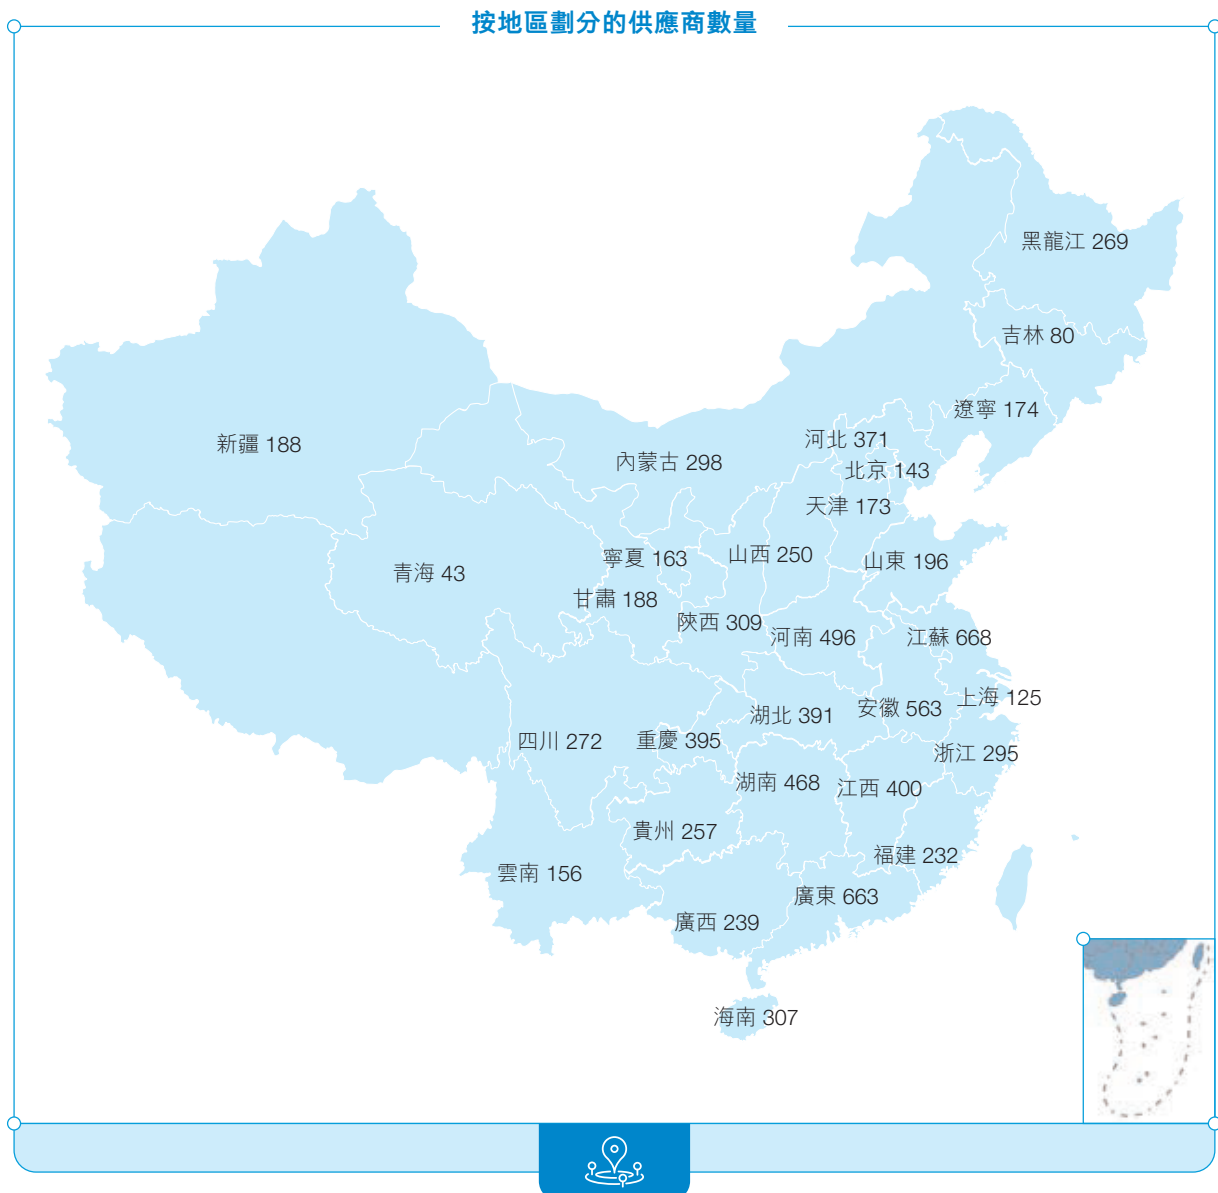 按地區劃分的供應商數量
黑龍江 269
吉林 80
遼寧 174
河北 371
新疆 188
內蒙古 298
北京 143
天津 173
寧夏 163
山西 250
山東 196
青海 43
甘肅 188
陝西 309
河南 496
江蘇 668
上海 125
湖北 391
安徽 563
四川 272
重慶 395
浙江 295
湖南 468
江西 400
貴州 257
福建 232
雲南 156
廣東 663
廣西 239
海南 307